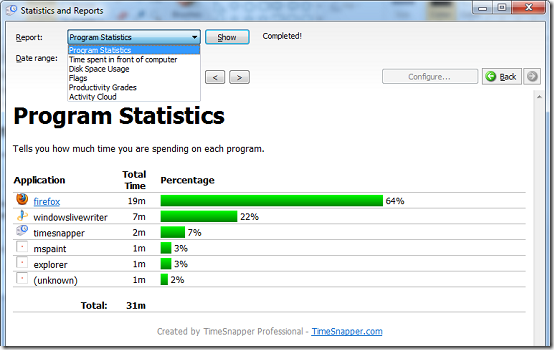 Statistics and Reports
Report: Program Statistics Show Completed!
Program Statistics
Time spent in front of computer
Disk Space Usage
Flags
Productivity Grades
Activity Cloud
Date range:
< > Configure... Back
Program Statistics
Tells you how much time you are spending on each program.
Application Total Time Percentage
firefox 19m 64%
windowslivewriter 7m 22%
timesnapper 2m 7%
mspaint 1m 3%
explorer 1m 3%
(unknown) 1m 2%
Total: 31m
Created by TimeSnapper Professional - TimeSnapper.com